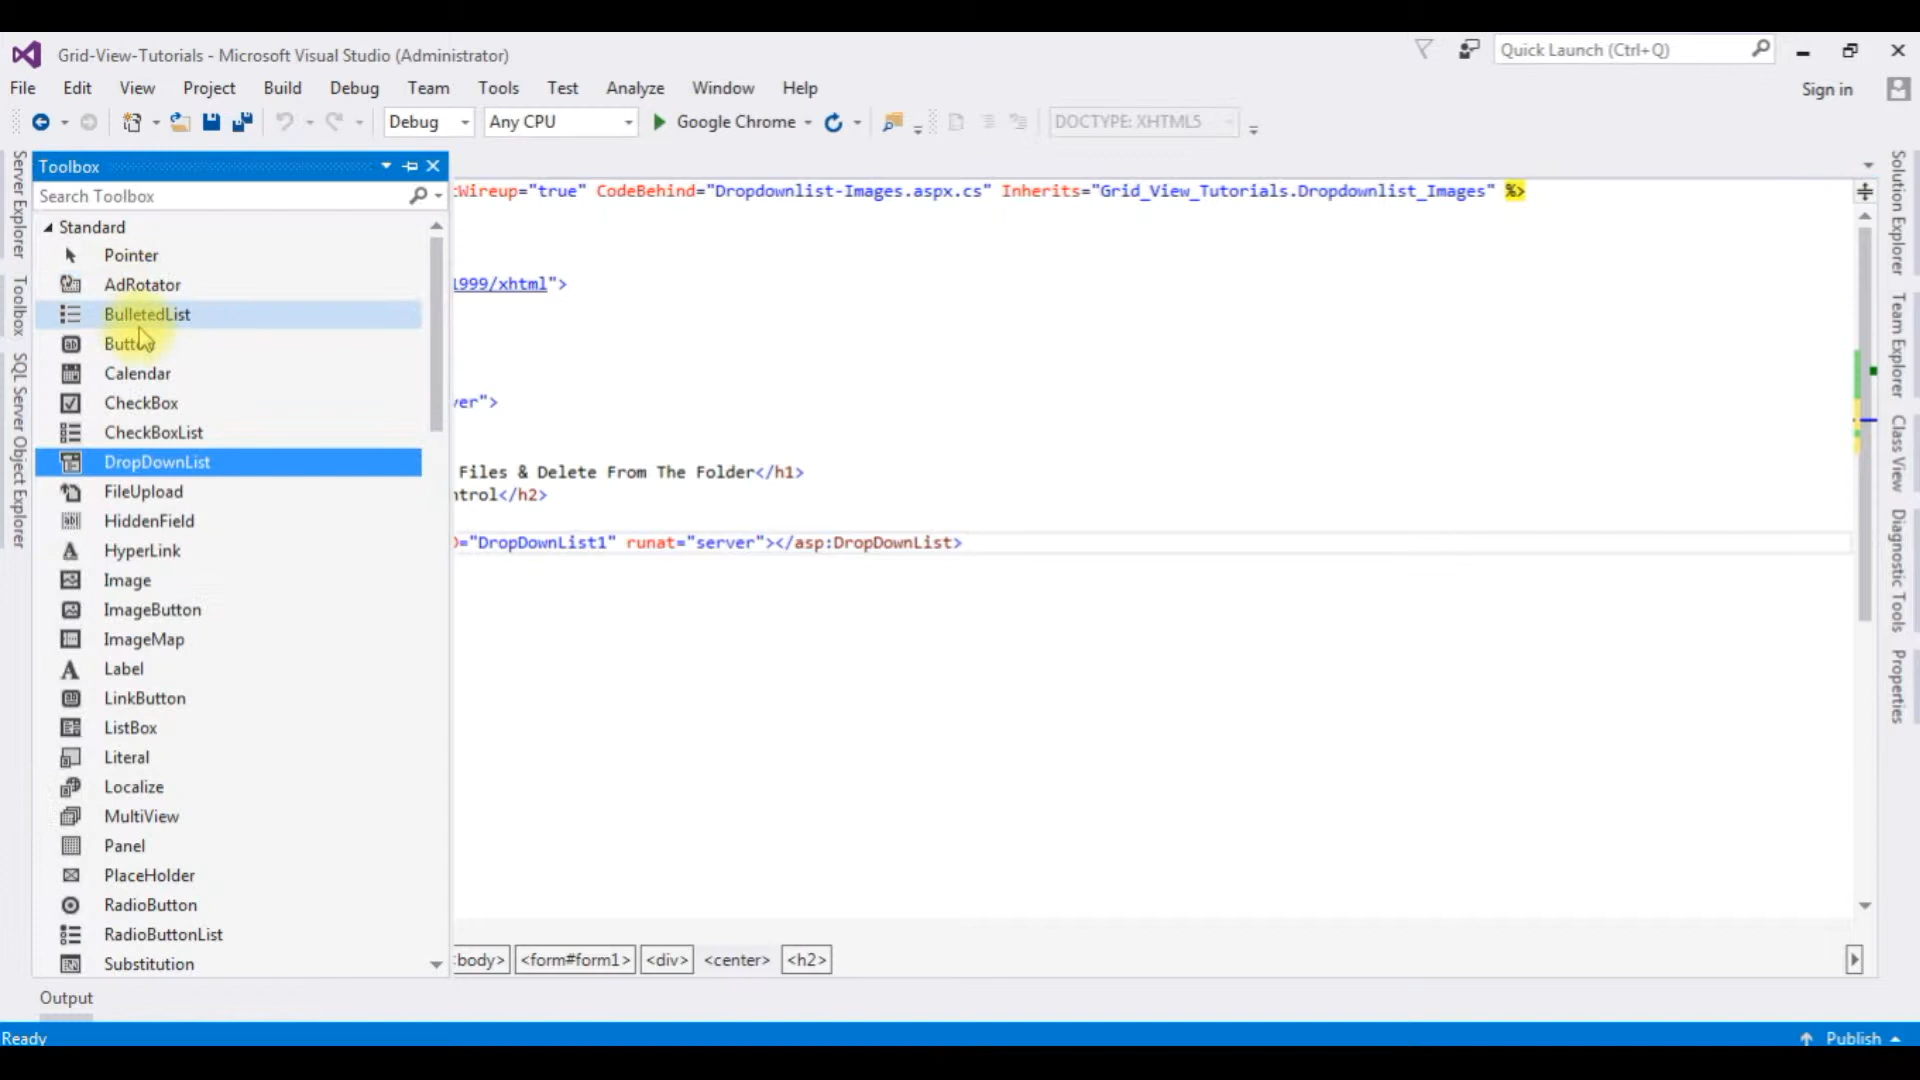 Grid-View-Tutorials - Microsoft Visual Studio (Administrator)
Quick Launch (Ctrl+Q)
File Edit View Project Build Debug Team Tools Test Analyze Window Help
Sign in
Debug Any CPU Google Chrome DOCTYPE: XHTML5
Server Explorer
Toolbox
SQL Server Object Explorer
Toolbox
Search Toolbox
Standard
Pointer
AdRotator
BulletedList
Button
Calendar
CheckBox
CheckBoxList
DropDownList
FileUpload
HiddenField
HyperLink
Image
ImageButton
ImageMap
Label
LinkButton
ListBox
Literal
Localize
MultiView
Panel
PlaceHolder
RadioButton
RadioButtonList
Substitution
tWireup="true" CodeBehind="Dropdownlist-Images.aspx.cs" Inherits="Grid_View_Tutorials.Dropdownlist_Images" %>
1999/xhtml">
ver">
Files & Delete From The Folder</h1>
ntrol</h2>
D="DropDownList1" runat="server"></asp:DropDownList>
body> <form#form1> <div> <center> <h2>
Solution Explorer
Team Explorer
Class View
Diagnostic Tools
Properties
Output
Ready
Publish